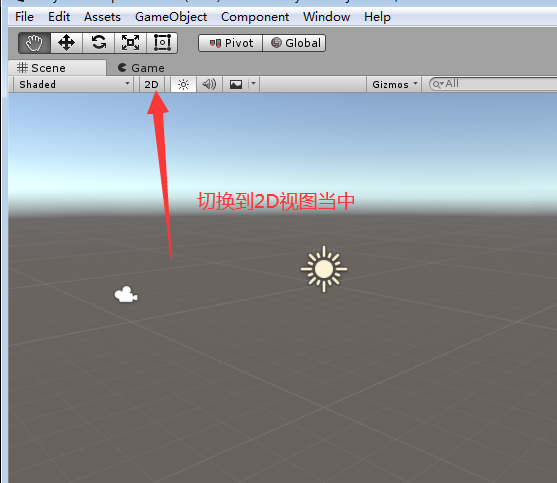 File Edit Assets GameObject Component Window Help
Pivot Global
Scene Game
Shaded 2D Gizmos All
切换到2D视图当中